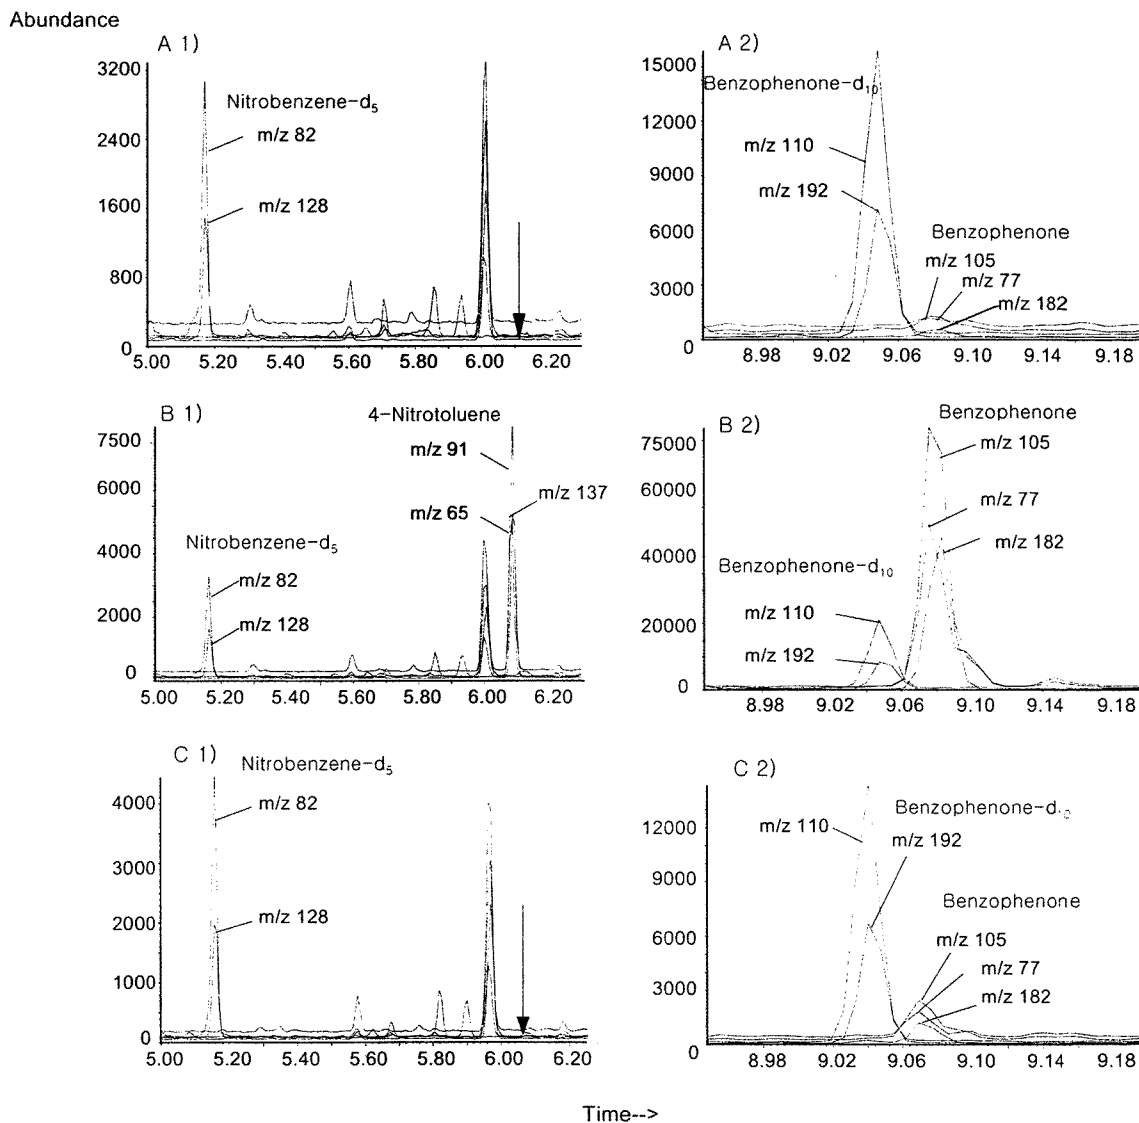 Abundance
A 1)
3200
2400
1600
800
0
Nitrobenzene-d5
m/z 82
m/z 128
5.00 5.20 5.40 5.60 5.80 6.00 6.20
A 2)
15000
12000
9000
6000
3000
0
Benzophenone-d10
m/z 110
m/z 192
Benzophenone
m/z 105
m/z 77
m/z 182
8.98 9.02 9.06 9.10 9.14 9.18
B 1)
7500
6000
4000
2000
0
4-Nitrotoluene
m/z 91
m/z 137
m/z 65
Nitrobenzene-d5
m/z 82
m/z 128
5.00 5.20 5.40 5.60 5.80 6.00 6.20
B 2)
75000
60000
40000
20000
0
Benzophenone
m/z 105
m/z 77
m/z 182
Benzophenone-d10
m/z 110
m/z 192
8.98 9.02 9.06 9.10 9.14 9.18
C 1)
4000
3000
2000
1000
0
Nitrobenzene-d5
m/z 82
m/z 128
5.00 5.20 5.40 5.60 5.80 6.00 6.20
C 2)
12000
9000
6000
3000
0
m/z 110
Benzophenone-d10
m/z 192
Benzophenone
m/z 105
m/z 77
m/z 182
8.98 9.02 9.06 9.10 9.14 9.18
Time-->